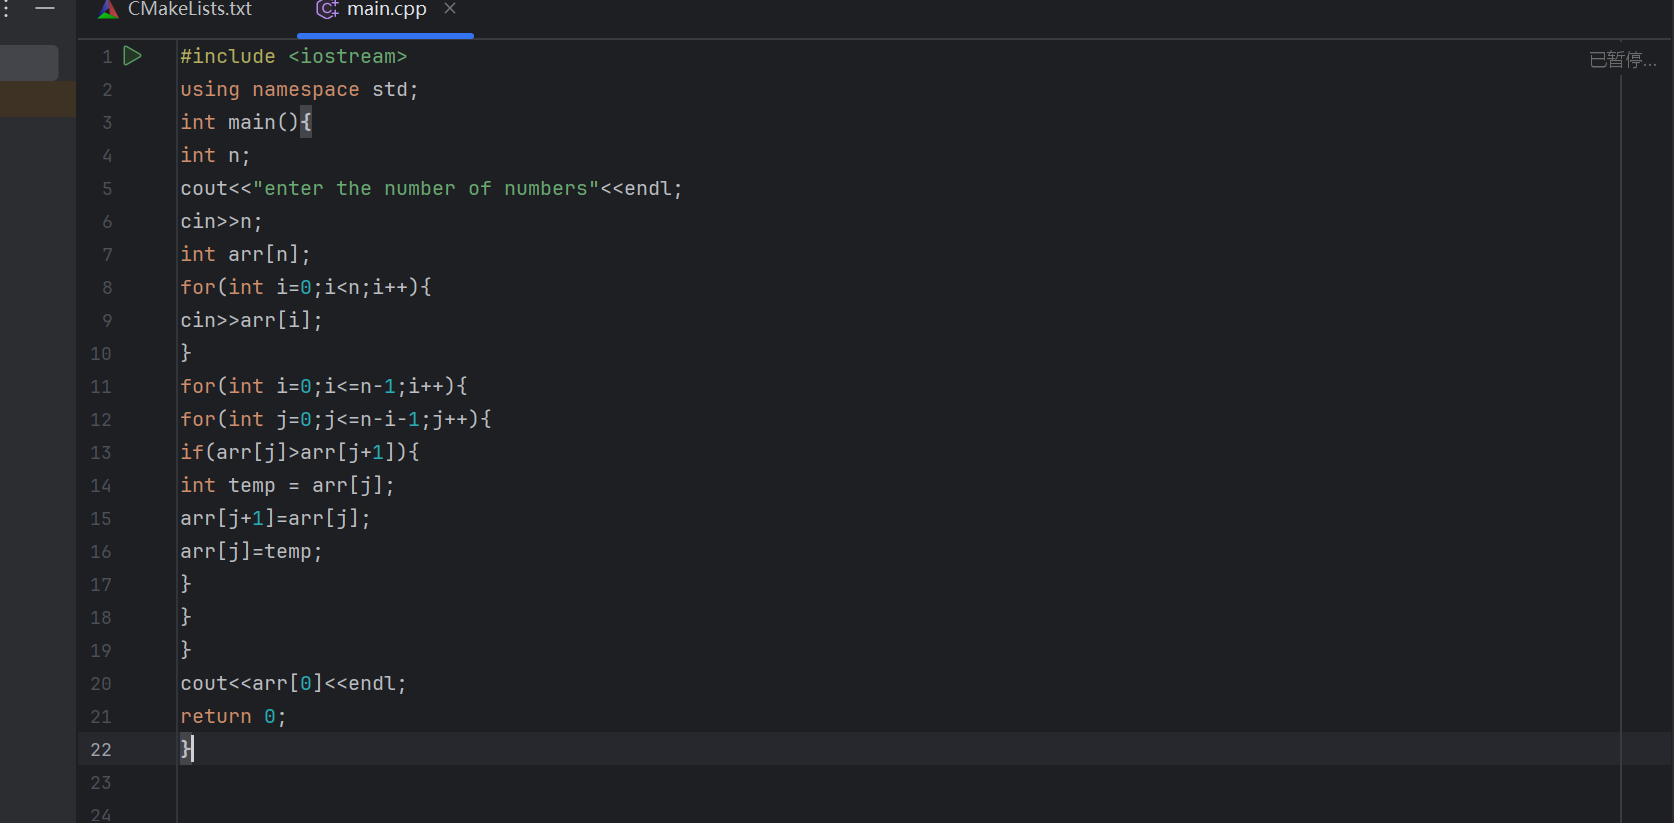 CMakeLists.txt main.cpp
1 #include <iostream> 已暂停...
2 using namespace std;
3 int main(){
4 int n;
5 cout<<"enter the number of numbers"<<endl;
6 cin>>n;
7 int arr[n];
8 for(int i=0;i<n;i++){
9 cin>>arr[i];
10 }
11 for(int i=0;i<=n-1;i++){
12 for(int j=0;j<=n-i-1;j++){
13 if(arr[j]>arr[j+1]){
14 int temp = arr[j];
15 arr[j+1]=arr[j];
16 arr[j]=temp;
17 }
18 }
19 }
20 cout<<arr[0]<<endl;
21 return 0;
22 }
23
24